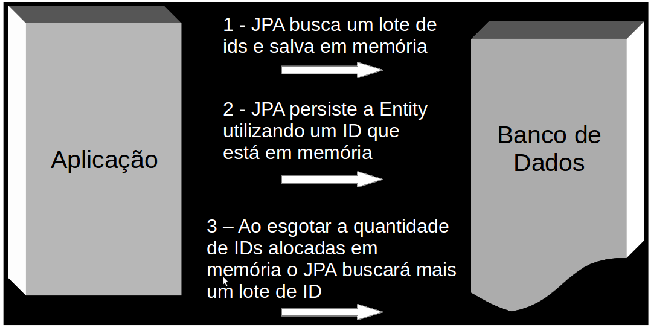 Aplicação
1 - JPA busca um lote de
ids e salva em memória
2 - JPA persiste a Entity
utilizando um ID que
está em memória
3 – Ao esgotar a quantidade
de IDs alocadas em
memória o JPA buscará mais
um lote de ID
Banco de
Dados